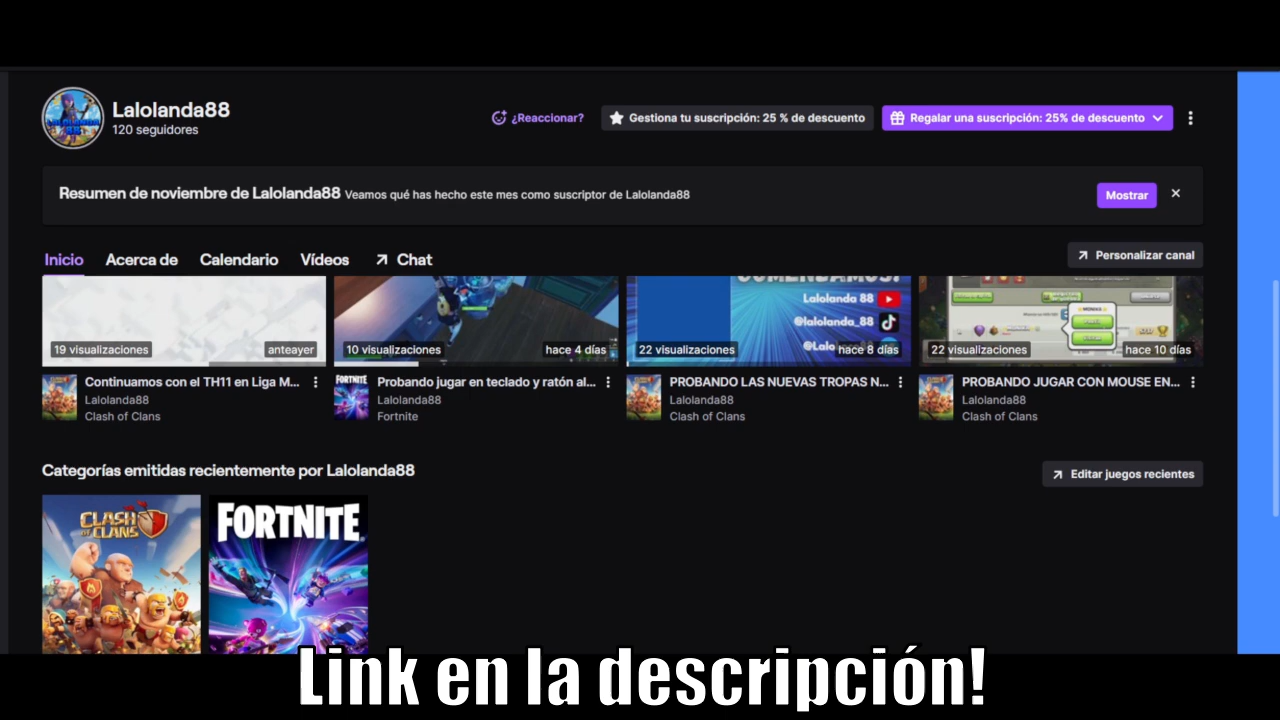 Lalolanda88
120 seguidores
¿Reaccionar?
Gestiona tu suscripción: 25 % de descuento
Regalar una suscripción: 25% de descuento
Resumen de noviembre de Lalolanda88 Veamos qué has hecho este mes como suscriptor de Lalolanda88
Mostrar
Inicio Acerca de Calendario Vídeos Chat
Personalizar canal
19 visualizaciones
anteayer
10 visualizaciones
hace 4 días
Lalolanda 88
@lalolanda_88
@Lalo
22 visualizaciones
hace 8 días
22 visualizaciones
hace 10 días
Continuamos con el TH11 en Liga M...
Lalolanda88
Clash of Clans
FORTNITE
Probando jugar en teclado y ratón al...
Lalolanda88
Fortnite
PROBANDO LAS NUEVAS TROPAS N...
Lalolanda88
Clash of Clans
PROBANDO JUGAR CON MOUSE EN...
Lalolanda88
Clash of Clans
Categorías emitidas recientemente por Lalolanda88
Editar juegos recientes
CLASH
OF CLANS
FORTNITE
Link en la descripción!